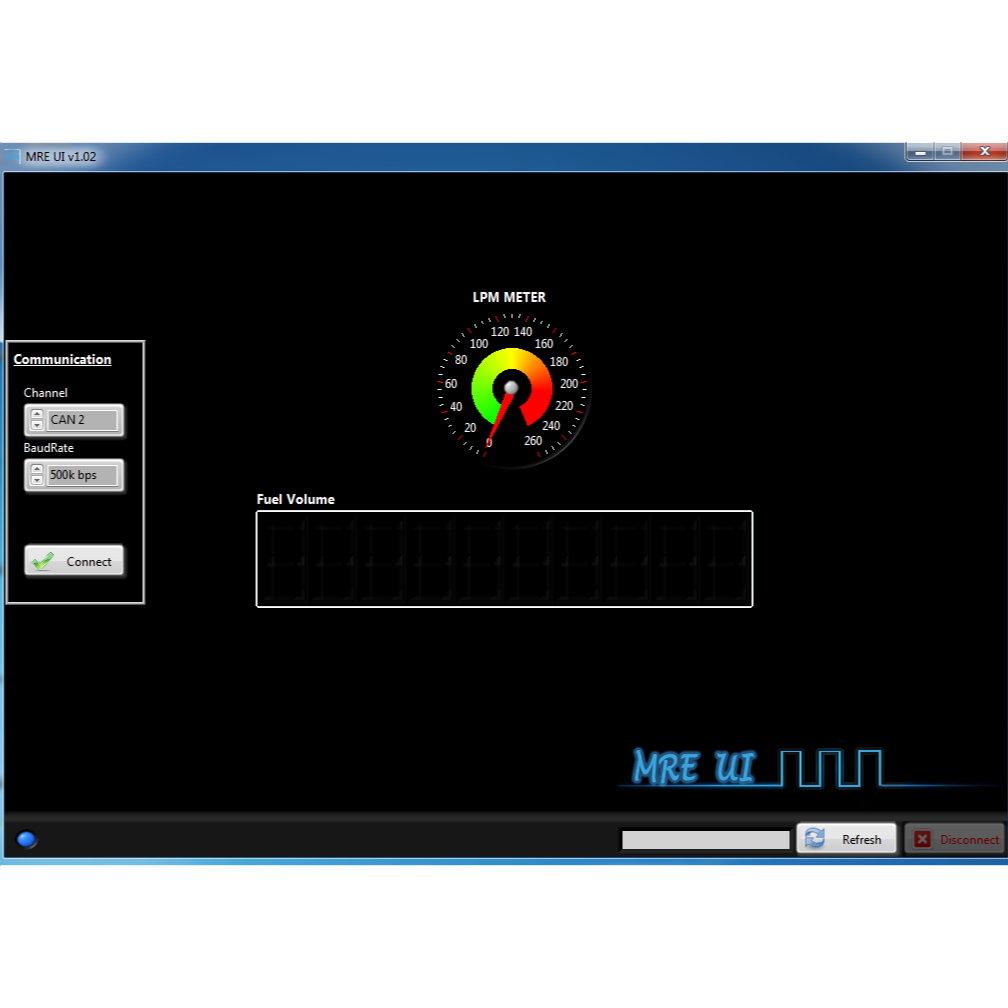 MRE UI v1.02
LPM METER
120 140
100 160
80 180
60 200
40 220
20 240
0 260
Communication
Channel
CAN 2
BaudRate
500k bps
Connect
Fuel Volume
MRE UI
Refresh
Disconnect